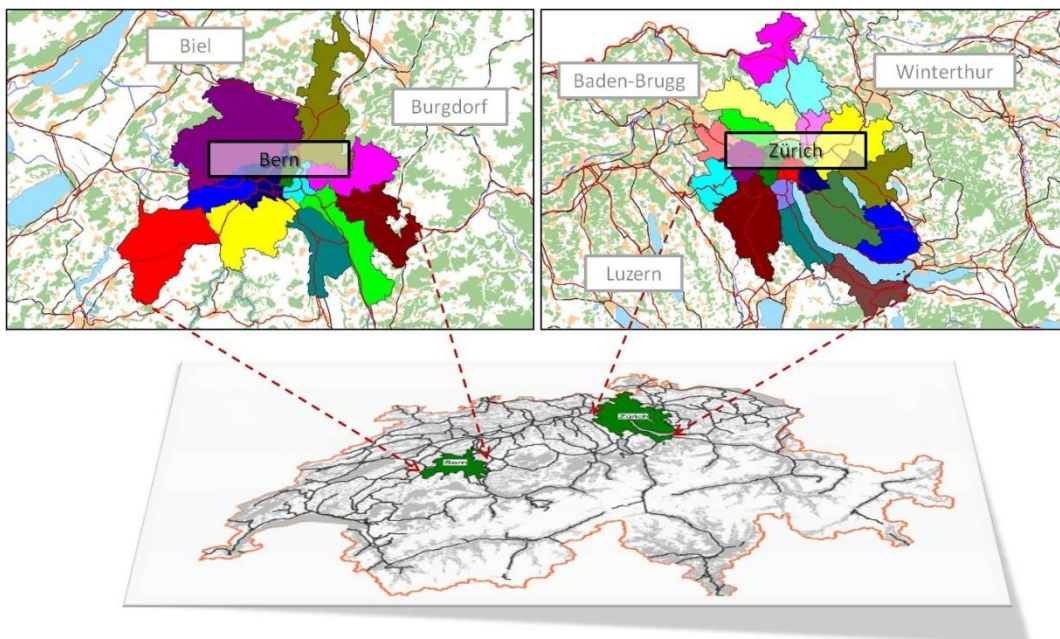 Biel
Burgdorf
Bern
Baden-Brugg
Winterthur
Zürich
Luzern
Zürich
Bern